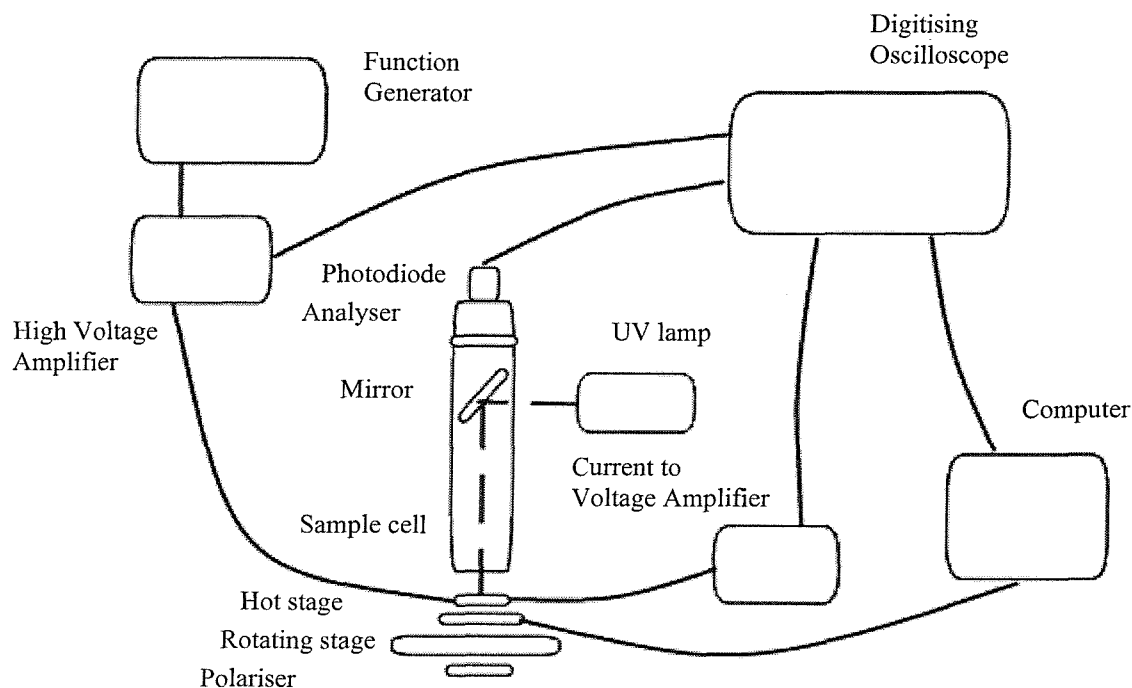 Digitising
Oscilloscope
Function
Generator
Photodiode
Analyser
High Voltage
Amplifier
UV lamp
Mirror
Computer
Current to
Voltage Amplifier
Sample cell
Hot stage
Rotating stage
Polariser